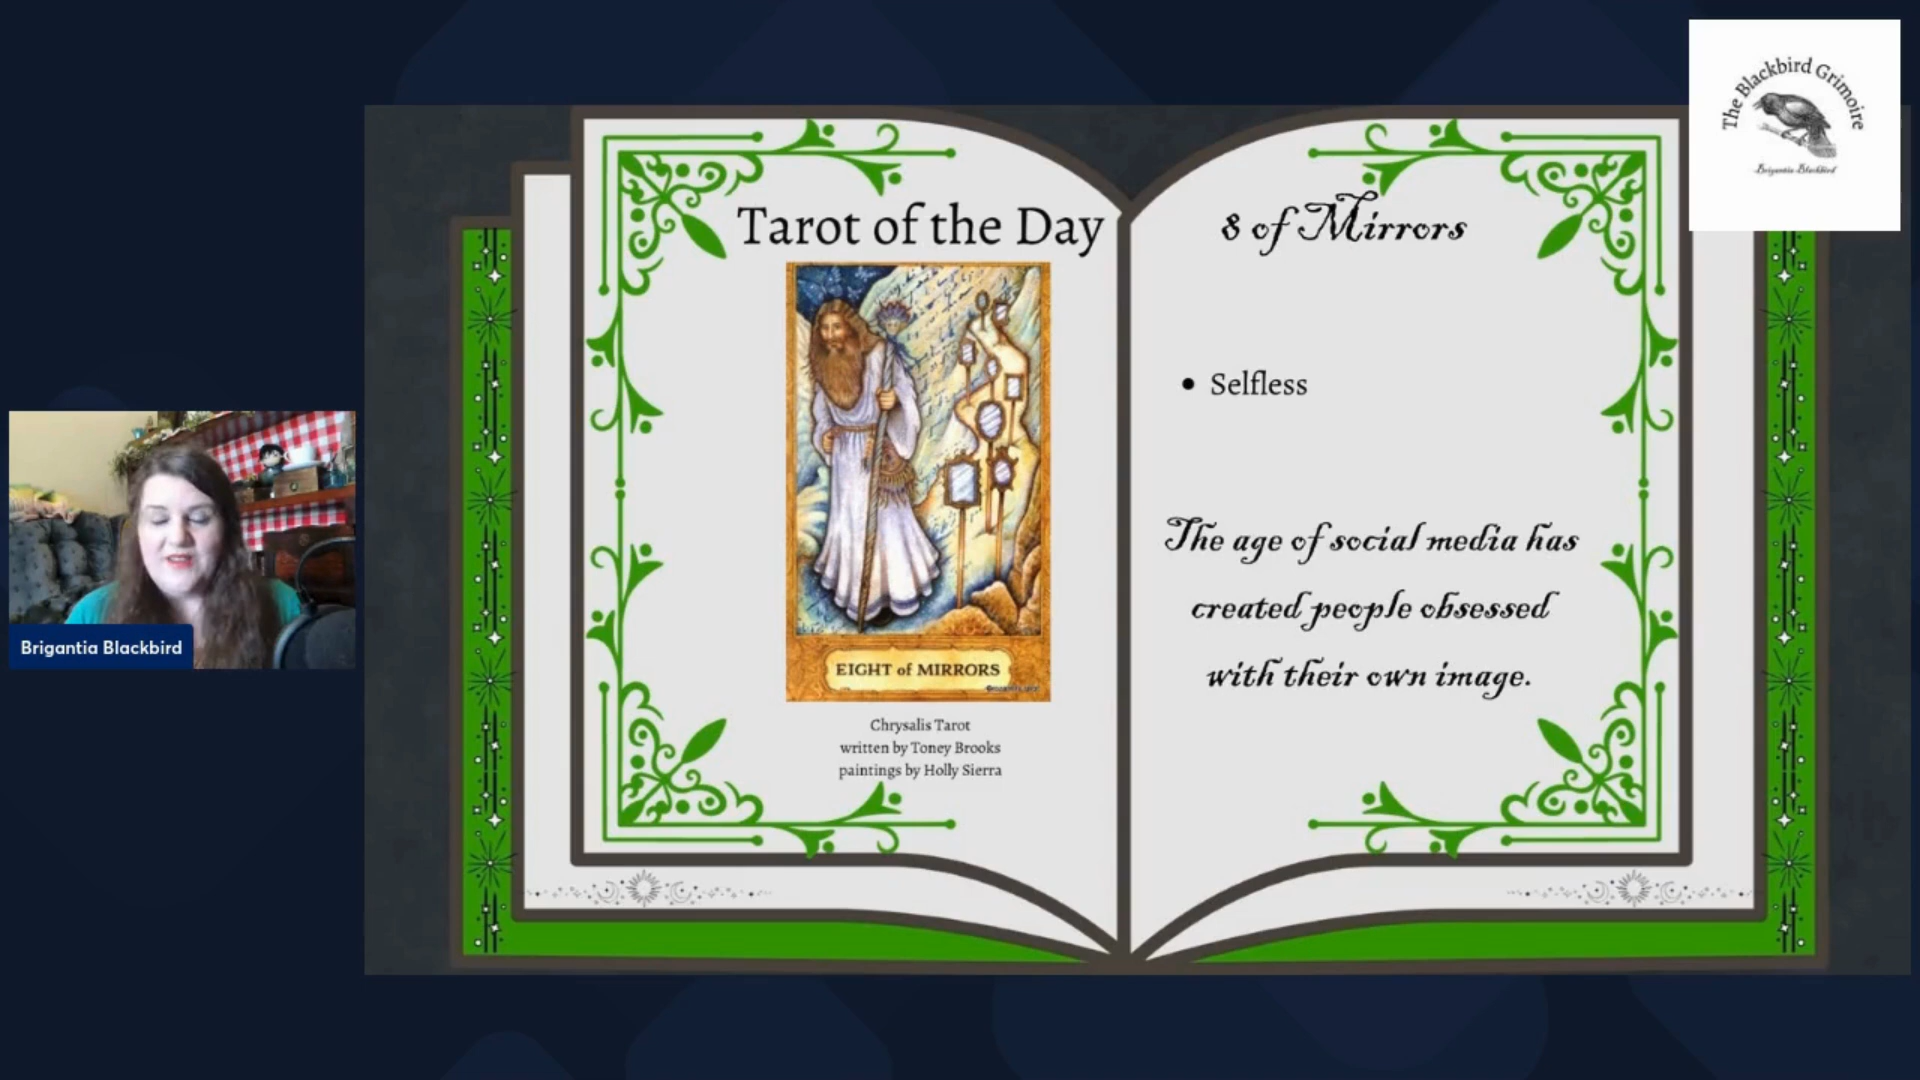 The Blackbird Grimoire
Brigantia Blackbird
Tarot of the Day
EIGHT of MIRRORS
Chrysalis Tarot
written by Toney Brooks
paintings by Holly Sierra
8 of Mirrors
• Selfless
The age of social media has
created people obsessed
with their own image.
Brigantia Blackbird